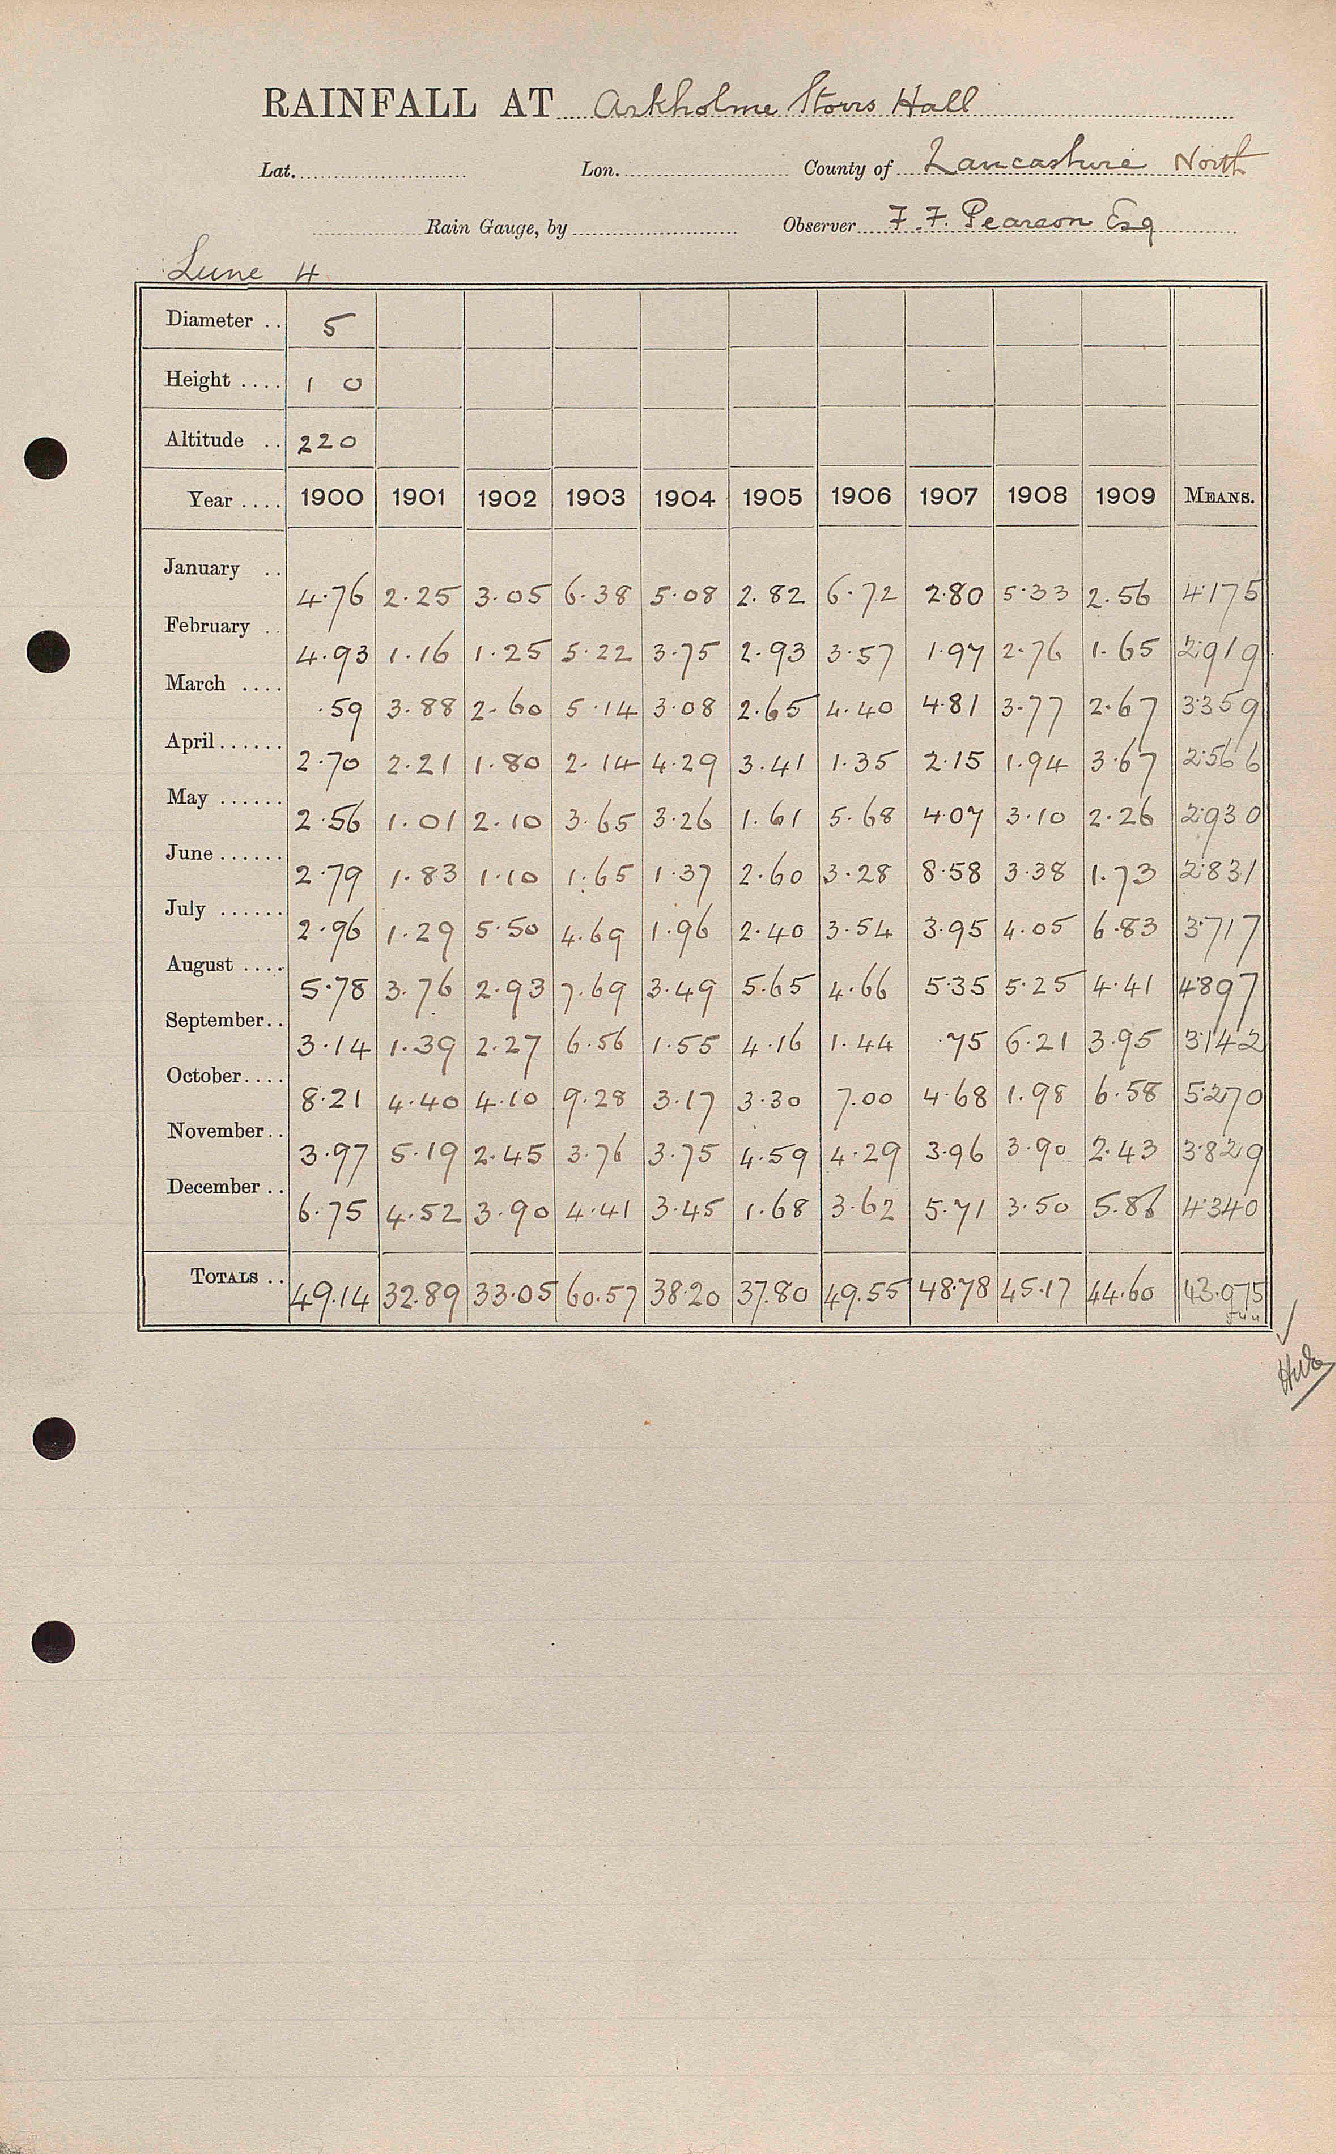 RAINFALL AT Arkholme Storrs Hall
Lat. Lon. County of Lancashire North
Rain Gauge, by Observer F. F. Pearson Esq
Lune 4
Diameter .. 5
Height .... 1 0
Altitude .. 220
Year .... 1900 1901 1902 1903 1904 1905 1906 1907 1908 1909 MEANS.
January .. 4.76 2.25 3.05 6.38 5.08 2.82 6.72 2.80 5.33 2.56 4.175
February .. 4.93 1.16 1.25 5.22 3.75 2.93 3.57 1.97 2.76 1.65 2.919
March .... .59 3.88 2.60 5.14 3.08 2.65 4.40 4.81 3.77 2.67 3.359
April...... 2.70 2.21 1.80 2.14 4.29 3.41 1.35 2.15 1.94 3.67 2.566
May ...... 2.56 1.01 2.10 3.65 3.26 1.61 5.68 4.07 3.10 2.26 2.930
June...... 2.79 1.83 1.10 1.65 1.37 2.60 3.28 8.58 3.38 1.73 2.831
July ...... 2.96 1.29 5.50 4.69 1.96 2.40 3.54 3.95 4.05 6.83 3.717
August .... 5.78 3.76 2.93 7.69 3.49 5.65 4.66 5.35 5.25 4.41 4.897
September.. 3.14 1.39 2.27 6.56 1.55 4.16 1.44 .75 6.21 3.95 3.142
October.... 8.21 4.40 4.10 9.28 3.17 3.30 7.00 4.68 1.98 6.58 5.270
November.. 3.97 5.19 2.45 3.76 3.75 4.59 4.29 3.96 3.90 2.43 3.829
December .. 6.75 4.52 3.90 4.41 3.45 1.68 3.62 5.71 3.50 5.86 4.340
TOTALS .. 49.14 32.89 33.05 60.57 38.20 37.80 49.55 48.78 45.17 44.60 43.975